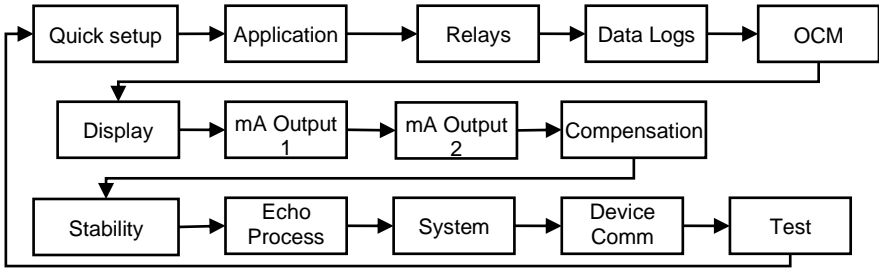 Quick setup
Application
Relays
Data Logs
OCM
Display
mA Output
1
mA Output
2
Compensation
Stability
Echo
Process
System
Device
Comm
Test